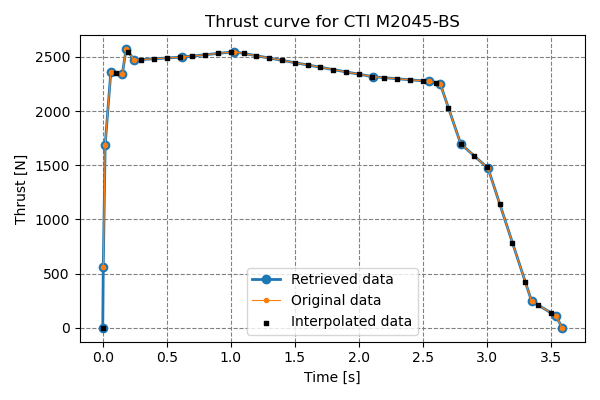 Thrust curve for CTI M2045-BS
Thrust [N]
2500
2000
1500
1000
500
0
Retrieved data
Original data
Interpolated data
0.0 0.5 1.0 1.5 2.0 2.5 3.0 3.5
Time [s]